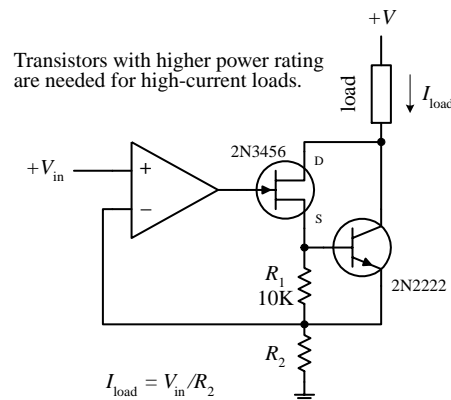 +V
Transistors with higher power rating
are needed for high-current loads.
load
I_load
2N3456
D
+V_in
+
−
S
R_1
10K
2N2222
R_2
I_load = V_in/R_2